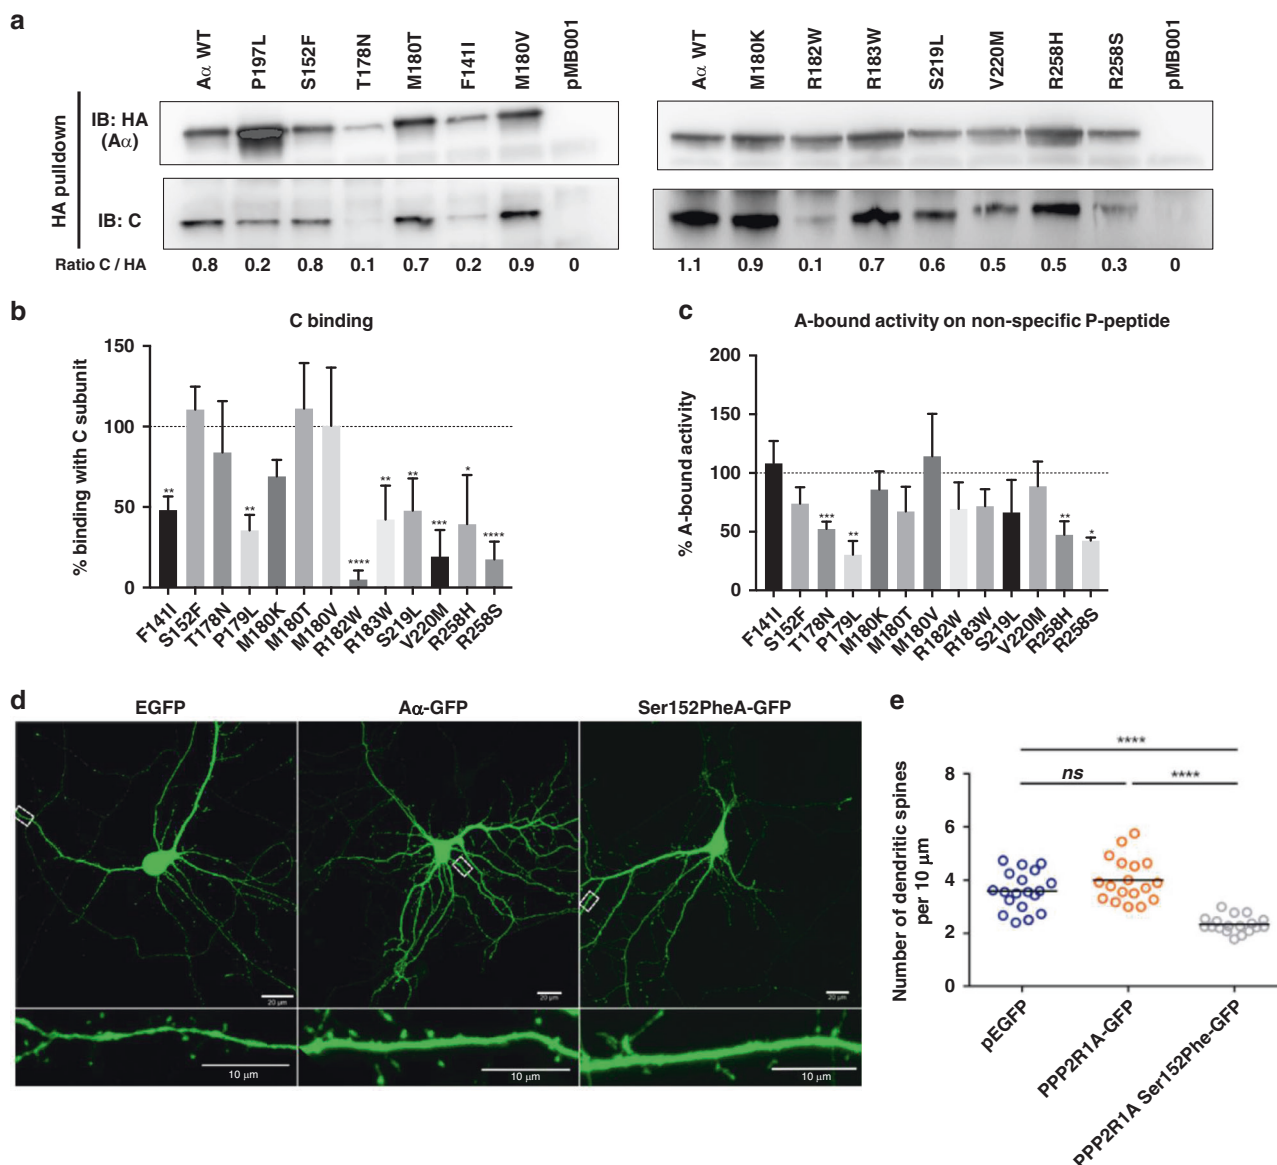 a
Aα WT P197L S152F T178N M180T F141I M180V pMB001
Aα WT M180K R182W R183W S219L V220M R258H R258S pMB001
HA pulldown
IB: HA
(Aα)
IB: C
Ratio C / HA 0.8 0.2 0.8 0.1 0.7 0.2 0.9 0 1.1 0.9 0.1 0.7 0.6 0.5 0.5 0.3 0
b
C binding
% binding with C subunit
150
100
50
0
** ** **** ** ** *** * ****
F141I S152F T178N P179L M180K M180T M180V R182W R183W S219L V220M R258H R258S
c
A-bound activity on non-specific P-peptide
% A-bound activity
200
150
100
50
0
*** ** ** *
F141I S152F T178N P179L M180K M180T M180V R182W R183W S219L V220M R258H R258S
d
EGFP Aα-GFP Ser152PheA-GFP
20 μm 20 μm 20 μm
10 μm 10 μm 10 μm
e
****
ns ****
Number of dendritic spines
per 10 μm
8
6
4
2
0
pEGFP
PPP2R1A-GFP
PPP2R1A Ser152Phe-GFP